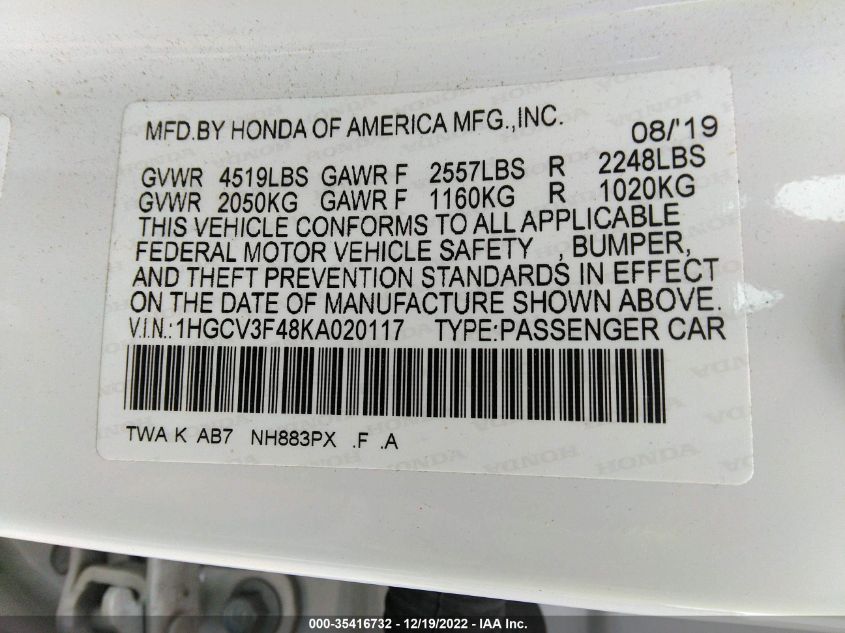 MFD.BY HONDA OF AMERICA MFG.,INC. 08/'19
GVWR 4519LBS GAWR F 2557LBS R 2248LBS
GVWR 2050KG GAWR F 1160KG R 1020KG
THIS VEHICLE CONFORMS TO ALL APPLICABLE
FEDERAL MOTOR VEHICLE SAFETY , BUMPER,
AND THEFT PREVENTION STANDARDS IN EFFECT
ON THE DATE OF MANUFACTURE SHOWN ABOVE.
V.I.N.:1HGCV3F48KA020117 TYPE:PASSENGER CAR
TWA K AB7 NH883PX .F .A
000-35416732 - 12/19/2022 - IAA Inc.